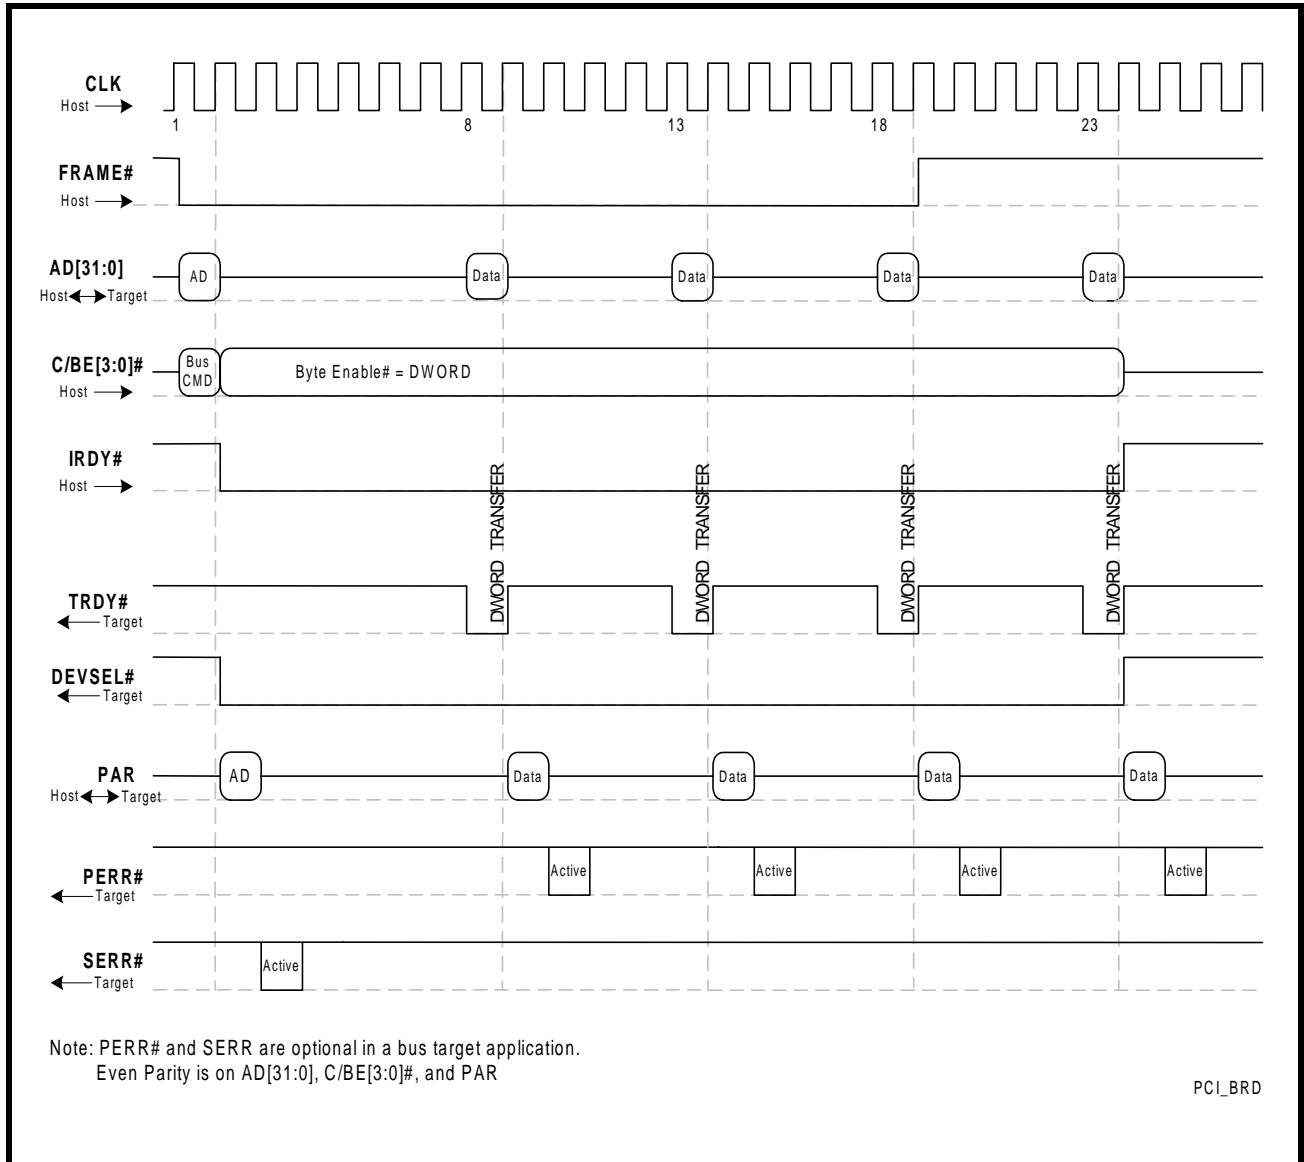 CLK
Host
1 8 13 18 23
FRAME#
Host
AD[31:0]
Host Target
AD Data Data Data Data
C/BE[3:0]#
Host
Bus
CMD
Byte Enable# = DWORD
IRDY#
Host
DWORD TRANSFER
DWORD TRANSFER
DWORD TRANSFER
DWORD TRANSFER
TRDY#
Target
DEVSEL#
Target
PAR
Host Target
AD Data Data Data Data
PERR#
Target
Active Active Active Active
SERR#
Target
Active
Note: PERR# and SERR are optional in a bus target application.
Even Parity is on AD[31:0], C/BE[3:0]#, and PAR
PCI_BRD